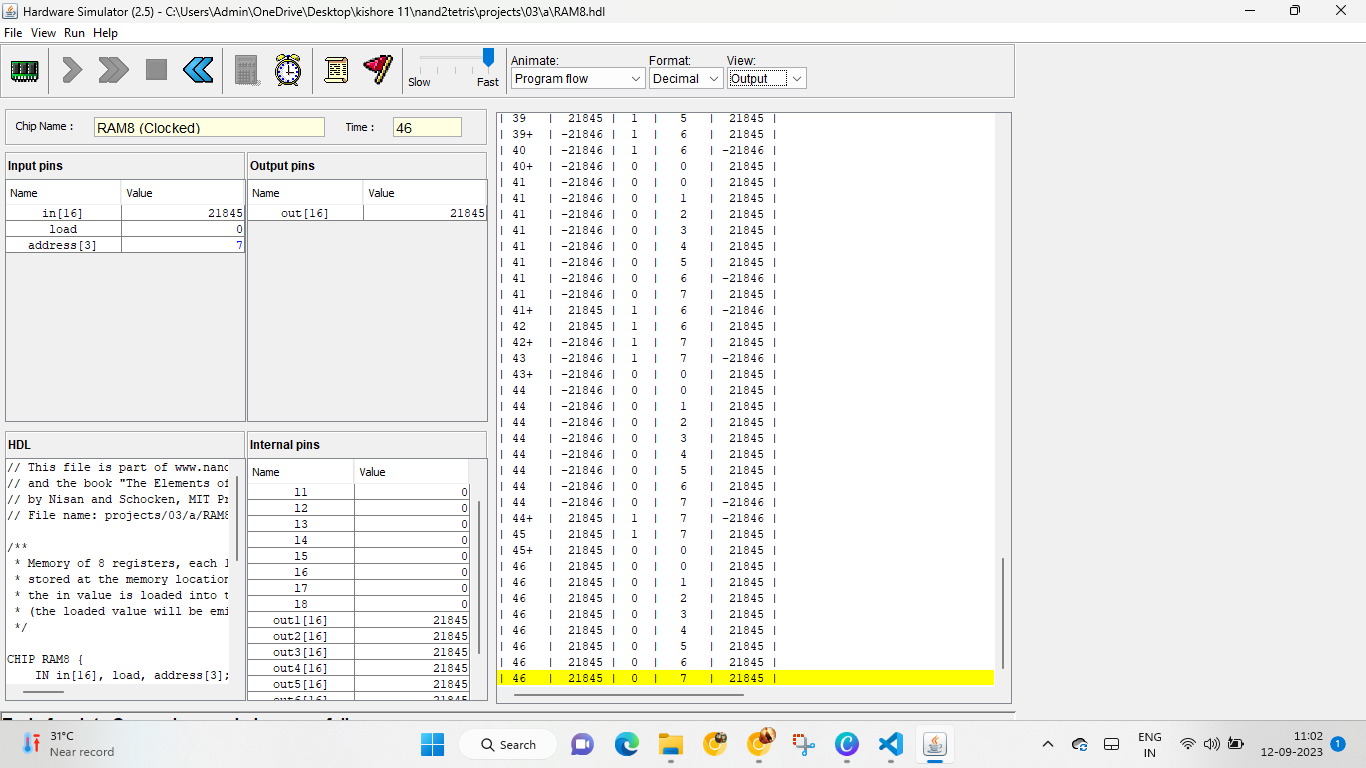 Hardware Simulator (2.5) - C:\Users\Admin\OneDrive\Desktop\kishore 11\nand2tetris\projects\03\a\RAM8.hdl
File View Run Help
Slow Fast
Animate:
Program flow
Format:
Decimal
View:
Output
Chip Name : RAM8 (Clocked) Time : 46
Input pins
Name Value
in[16] 21845
load 0
address[3] 7
Output pins
Name Value
out[16] 21845
HDL
// This file is part of www.nand
// and the book "The Elements of
// by Nisan and Schocken, MIT Pr
// File name: projects/03/a/RAM8
/**
* Memory of 8 registers, each 1
* stored at the memory location
* the in value is loaded into t
* (the loaded value will be emi
*/
CHIP RAM8 {
IN in[16], load, address[3];
Internal pins
Name Value
l1 0
l2 0
l3 0
l4 0
l5 0
l6 0
l7 0
l8 0
out1[16] 21845
out2[16] 21845
out3[16] 21845
out4[16] 21845
out5[16] 21845
| 39 | 21845 | 1 | 5 | 21845 |
| 39+ | -21846 | 1 | 6 | 21845 |
| 40 | -21846 | 1 | 6 | -21846 |
| 40+ | -21846 | 0 | 0 | 21845 |
| 41 | -21846 | 0 | 0 | 21845 |
| 41 | -21846 | 0 | 1 | 21845 |
| 41 | -21846 | 0 | 2 | 21845 |
| 41 | -21846 | 0 | 3 | 21845 |
| 41 | -21846 | 0 | 4 | 21845 |
| 41 | -21846 | 0 | 5 | 21845 |
| 41 | -21846 | 0 | 6 | -21846 |
| 41 | -21846 | 0 | 7 | 21845 |
| 41+ | 21845 | 1 | 6 | -21846 |
| 42 | 21845 | 1 | 6 | 21845 |
| 42+ | -21846 | 1 | 7 | 21845 |
| 43 | -21846 | 1 | 7 | -21846 |
| 43+ | -21846 | 0 | 0 | 21845 |
| 44 | -21846 | 0 | 0 | 21845 |
| 44 | -21846 | 0 | 1 | 21845 |
| 44 | -21846 | 0 | 2 | 21845 |
| 44 | -21846 | 0 | 3 | 21845 |
| 44 | -21846 | 0 | 4 | 21845 |
| 44 | -21846 | 0 | 5 | 21845 |
| 44 | -21846 | 0 | 6 | 21845 |
| 44 | -21846 | 0 | 7 | -21846 |
| 44+ | 21845 | 1 | 7 | -21846 |
| 45 | 21845 | 1 | 7 | 21845 |
| 45+ | 21845 | 0 | 0 | 21845 |
| 46 | 21845 | 0 | 0 | 21845 |
| 46 | 21845 | 0 | 1 | 21845 |
| 46 | 21845 | 0 | 2 | 21845 |
| 46 | 21845 | 0 | 3 | 21845 |
| 46 | 21845 | 0 | 4 | 21845 |
| 46 | 21845 | 0 | 5 | 21845 |
| 46 | 21845 | 0 | 6 | 21845 |
| 46 | 21845 | 0 | 7 | 21845 |
31°C
Near record
Search
ENG
IN
11:02
12-09-2023
1